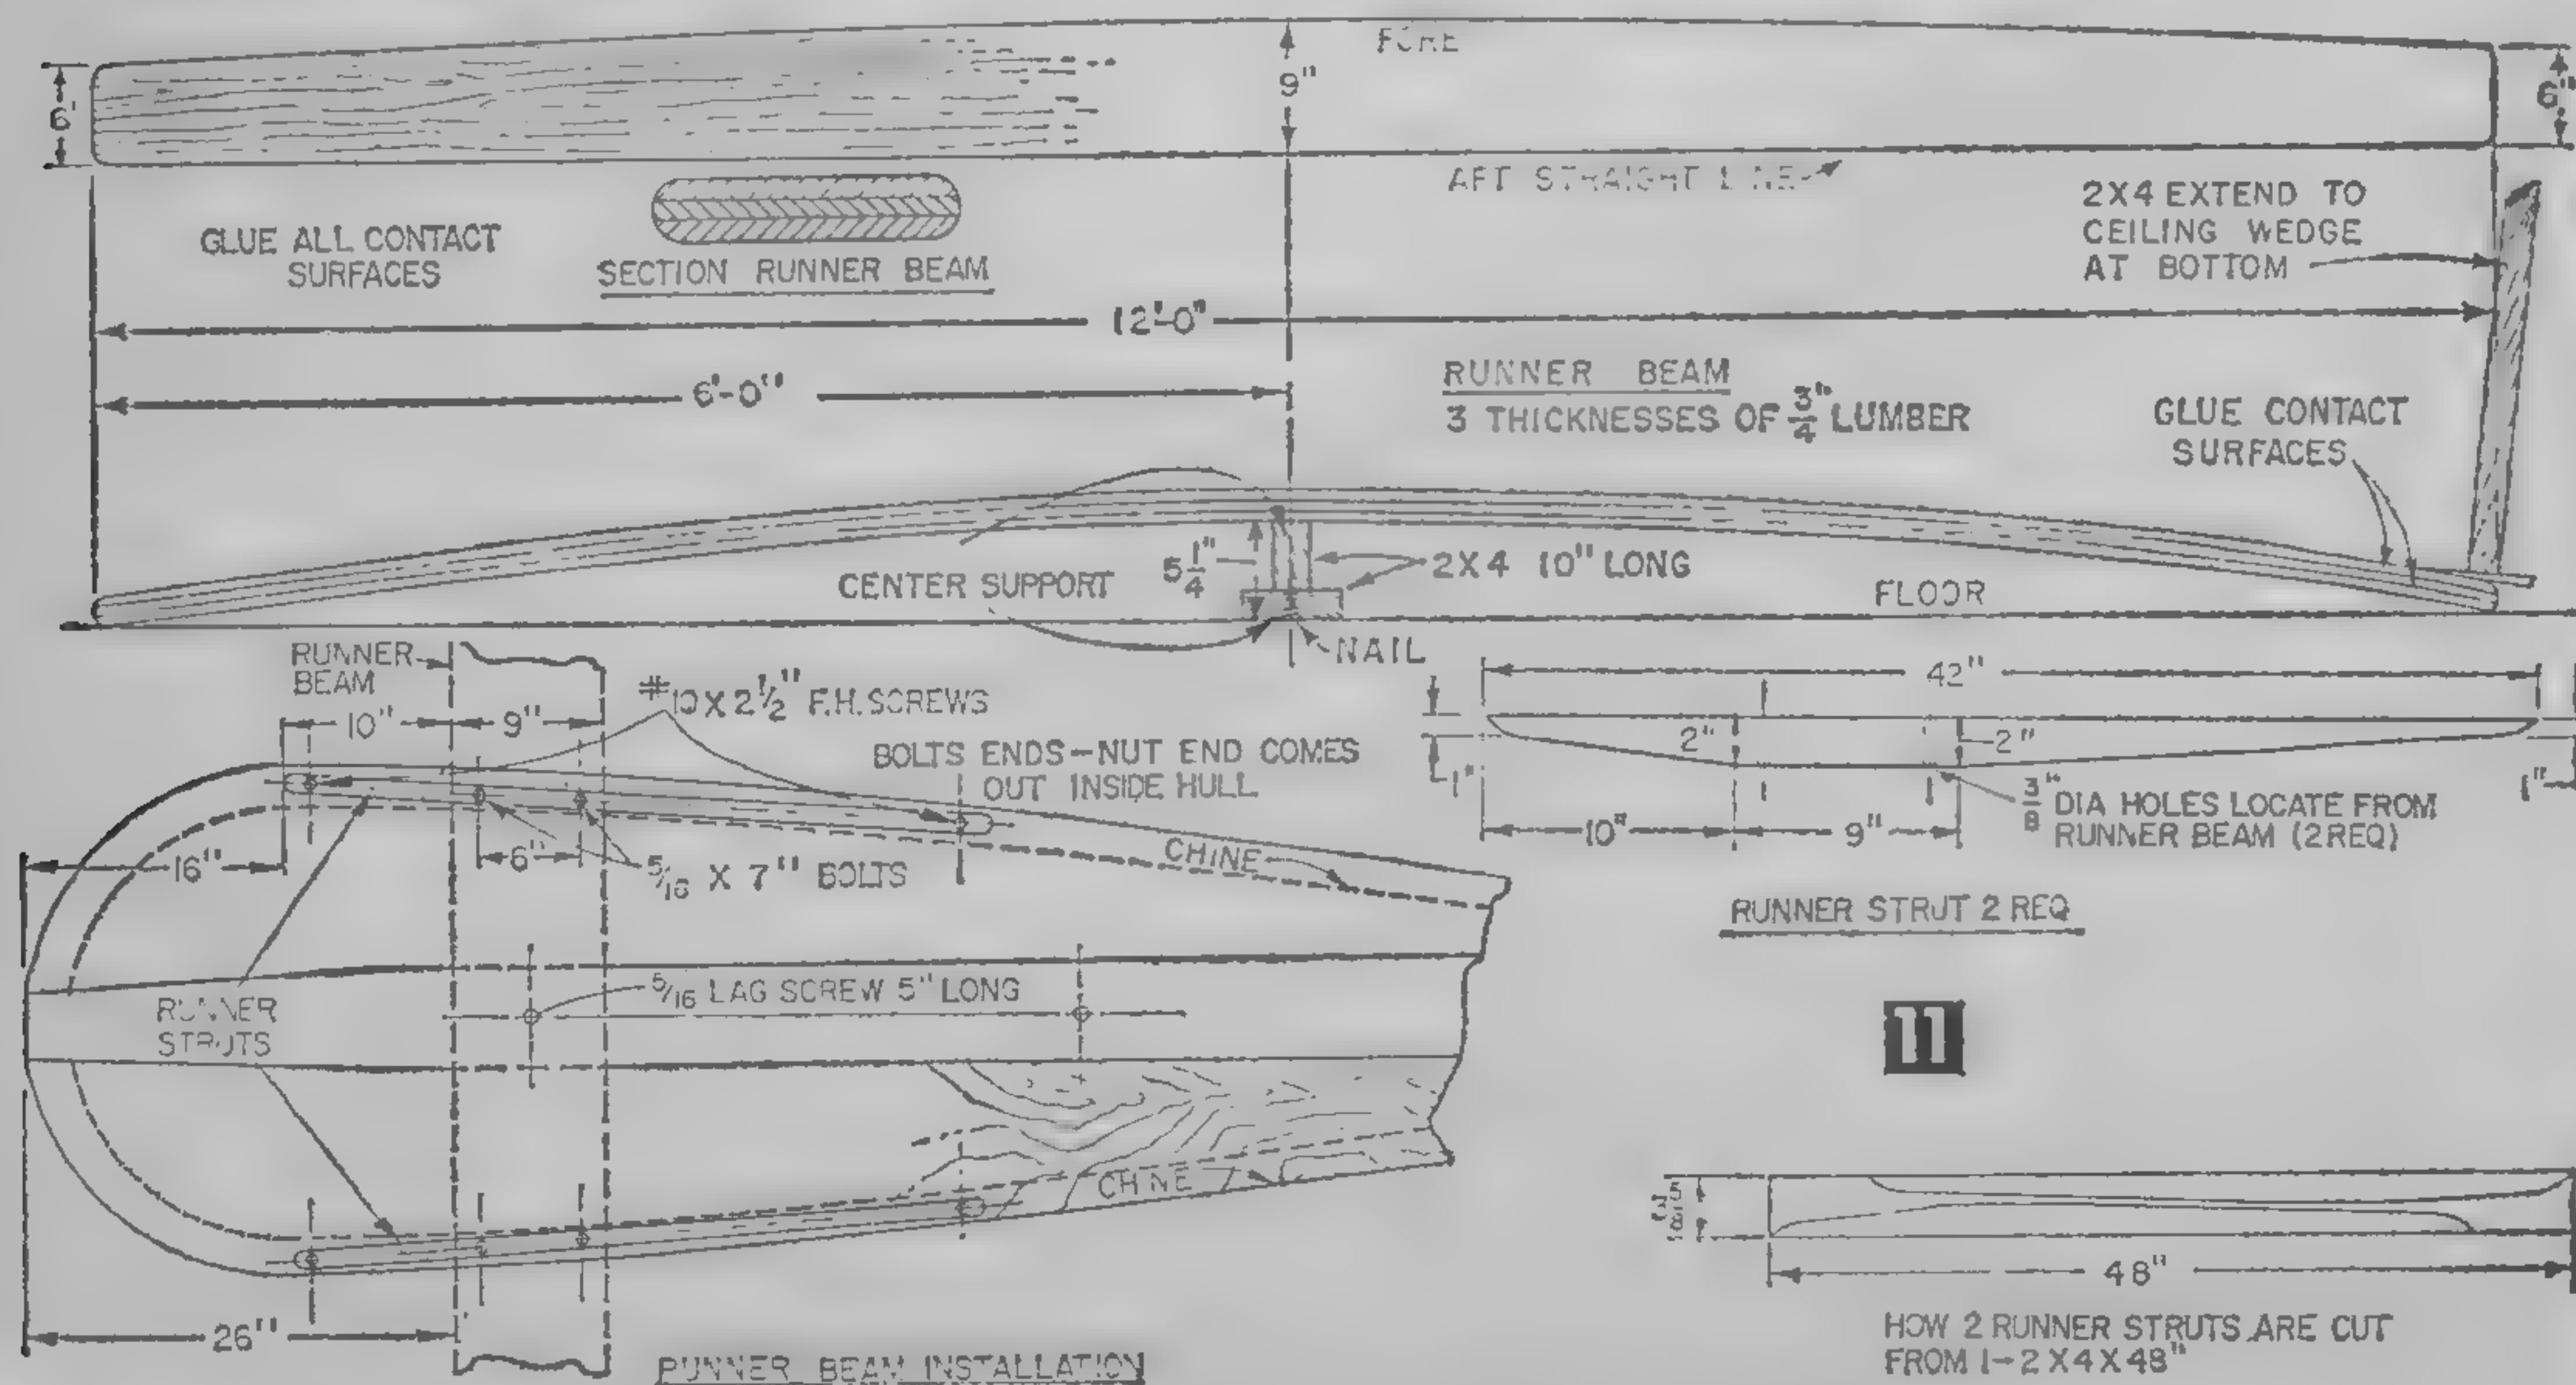 FORE
9"
6"
6"
AFT STRAIGHT LINE
GLUE ALL CONTACT
SURFACES
SECTION RUNNER BEAM
2X4 EXTEND TO
CEILING WEDGE
AT BOTTOM
12'-0"
6'-0"
RUNNER BEAM
3 THICKNESSES OF 3/4" LUMBER
GLUE CONTACT
SURFACES
CENTER SUPPORT
5 1/4"
2X4 10" LONG
FLOOR
NAIL
RUNNER
BEAM
10"
9"
#10 X 2 1/2" F.H. SCREWS
BOLTS ENDS-NUT END COMES
OUT INSIDE HULL
16"
6"
5/16 X 7" BOLTS
CHINE
5/16 LAG SCREW 5" LONG
RUNNER
STRUTS
CHINE
26"
RUNNER BEAM INSTALLATION
42"
2"
2"
1"
1"
10"
9"
3/8" DIA HOLES LOCATE FROM
RUNNER BEAM (2 REQ)
RUNNER STRUT 2 REQ
11
48"
HOW 2 RUNNER STRUTS ARE CUT
FROM 1-2 X 4 X 48"